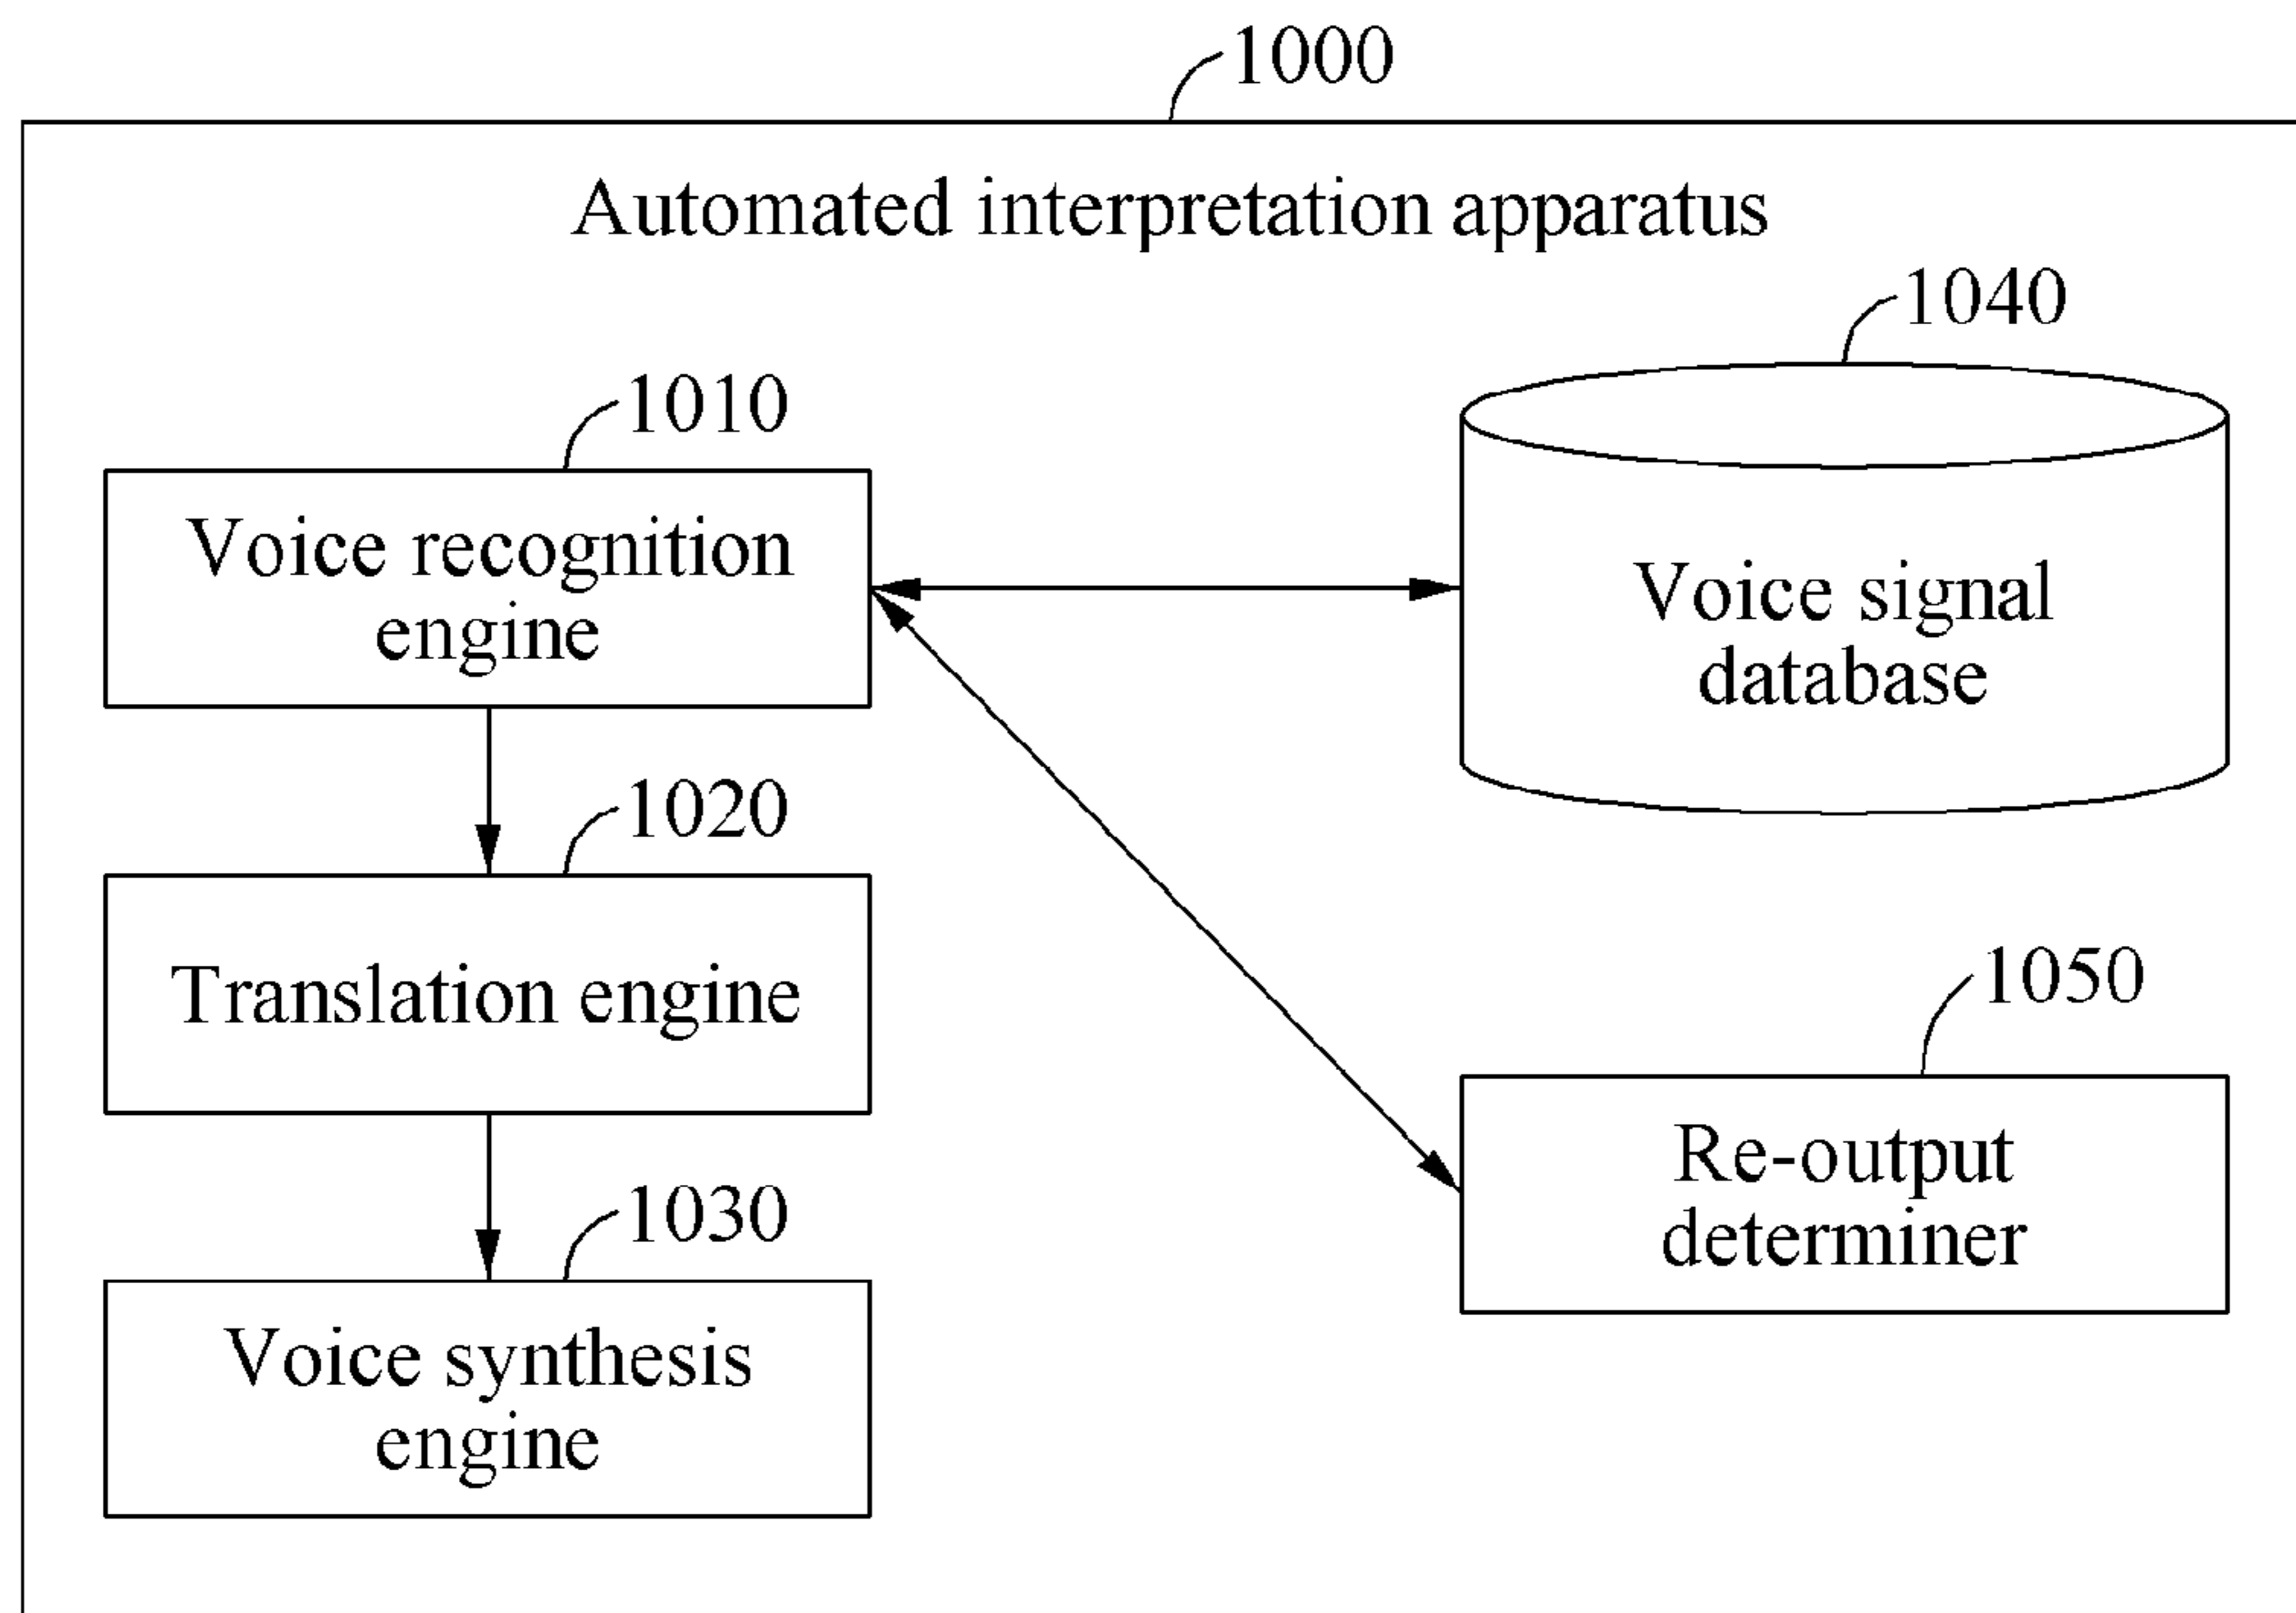 1000
Automated interpretation apparatus
1010
Voice recognition
engine
1020
Translation engine
1030
Voice synthesis
engine
1040
Voice signal
database
1050
Re-output
determiner